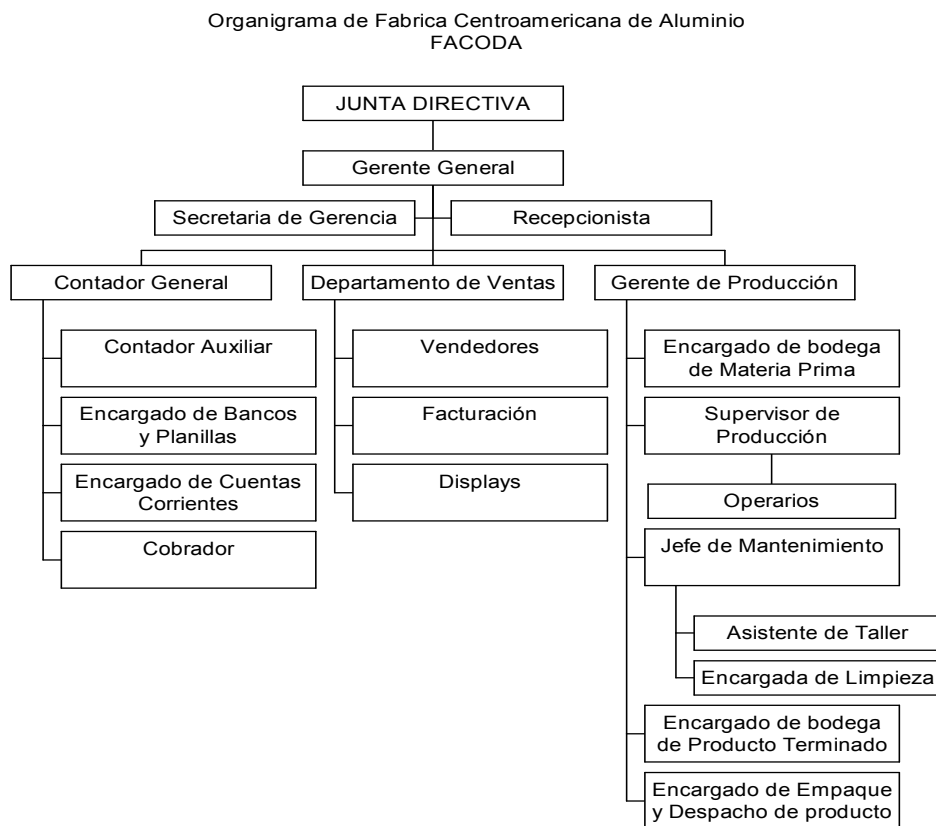 Organigrama de Fabrica Centroamericana de Aluminio
FACODA
JUNTA DIRECTIVA
Gerente General
Secretaria de Gerencia
Recepcionista
Contador General
Departamento de Ventas
Gerente de Producción
Contador Auxiliar
Encargado de Bancos
y Planillas
Encargado de Cuentas
Corrientes
Cobrador
Vendedores
Facturación
Displays
Encargado de bodega
de Materia Prima
Supervisor de
Producción
Operarios
Jefe de Mantenimiento
Asistente de Taller
Encargada de Limpieza
Encargado de bodega
de Producto Terminado
Encargado de Empaque
y Despacho de producto